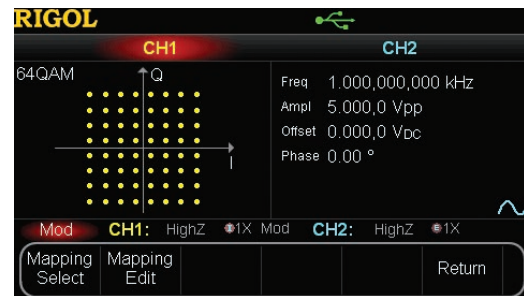 RIGOL
CH1 CH2
64QAM Q
I
Freq 1.000,000,000 kHz
Ampl 5.000,0 Vpp
Offset 0.000,0 VDC
Phase 0.00 °
Mod CH1: HighZ 1X Mod CH2: HighZ 1X
Mapping Select
Mapping Edit
Return